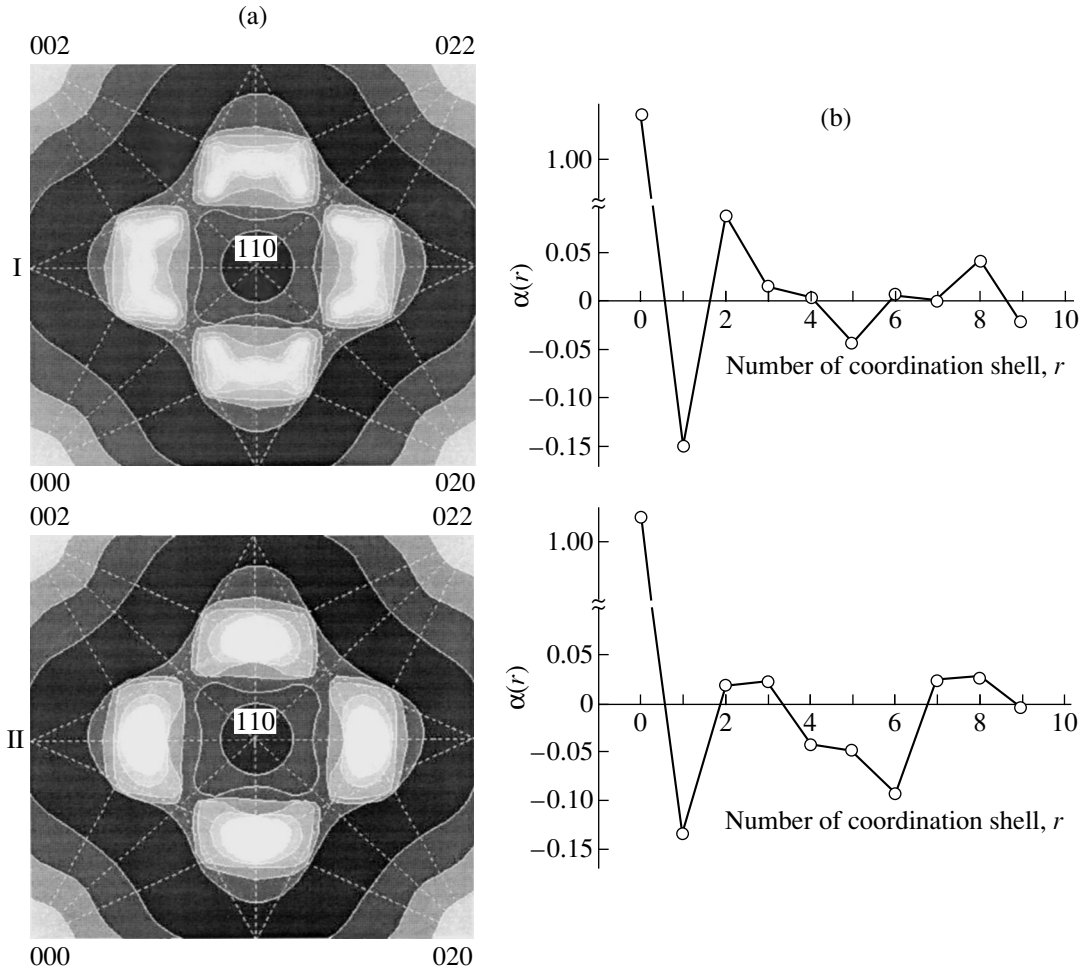 (a)
002 022
I
110
000 020
(b)
α(r)
1.00
≈ ≈
0.05
0
−0.05
−0.10
−0.15
0 2 4 6 8 10
Number of coordination shell, r
002 022
II
110
000 020
α(r)
1.00
≈ ≈
0.05
0
−0.05
−0.10
−0.15
0 2 4 6 8 10
Number of coordination shell, r